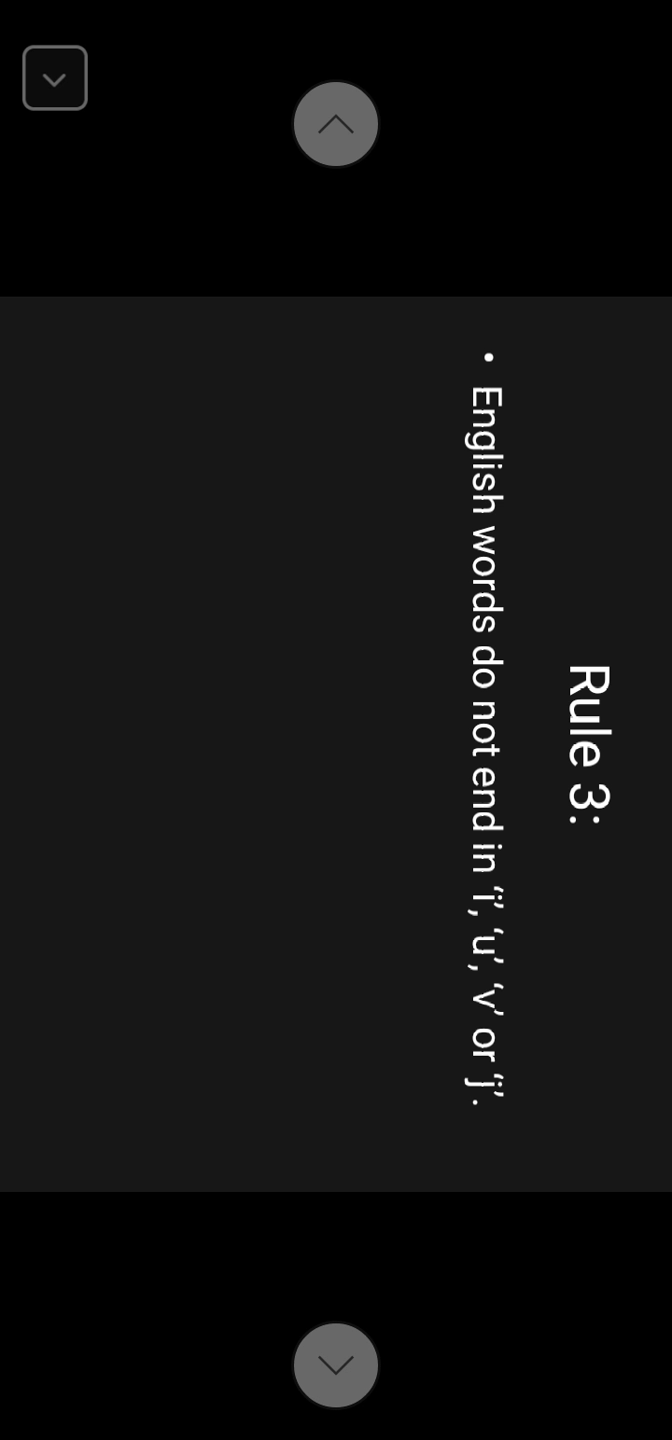 Rule 3:
• English words do not end in ‘i’, ‘u’, ‘v’ or ‘j’.